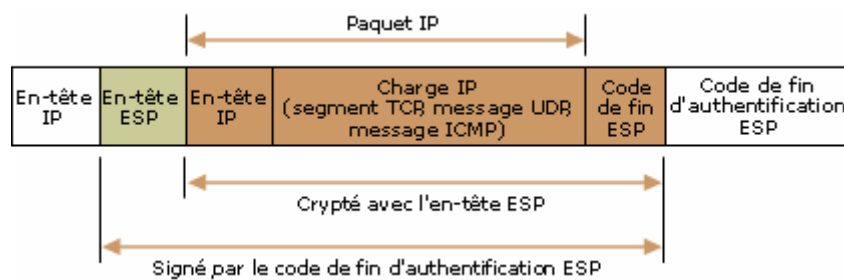 Paquet IP
En-tête
IP
En-tête
ESP
En-tête
IP
Charge IP
(segment TCP, message UDP,
message ICMP)
Code
de fin
ESP
Code de fin
d'authentification
ESP
Crypté avec l'en-tête ESP
Signé par le code de fin d'authentification ESP